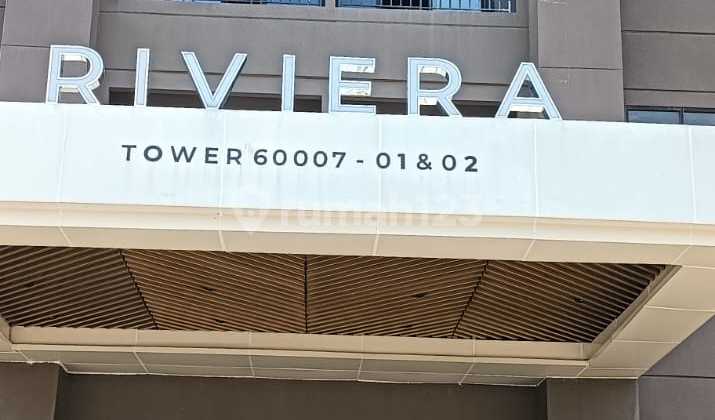 RIVIERA
TOWER 60007 - 01 & 02
rumah123